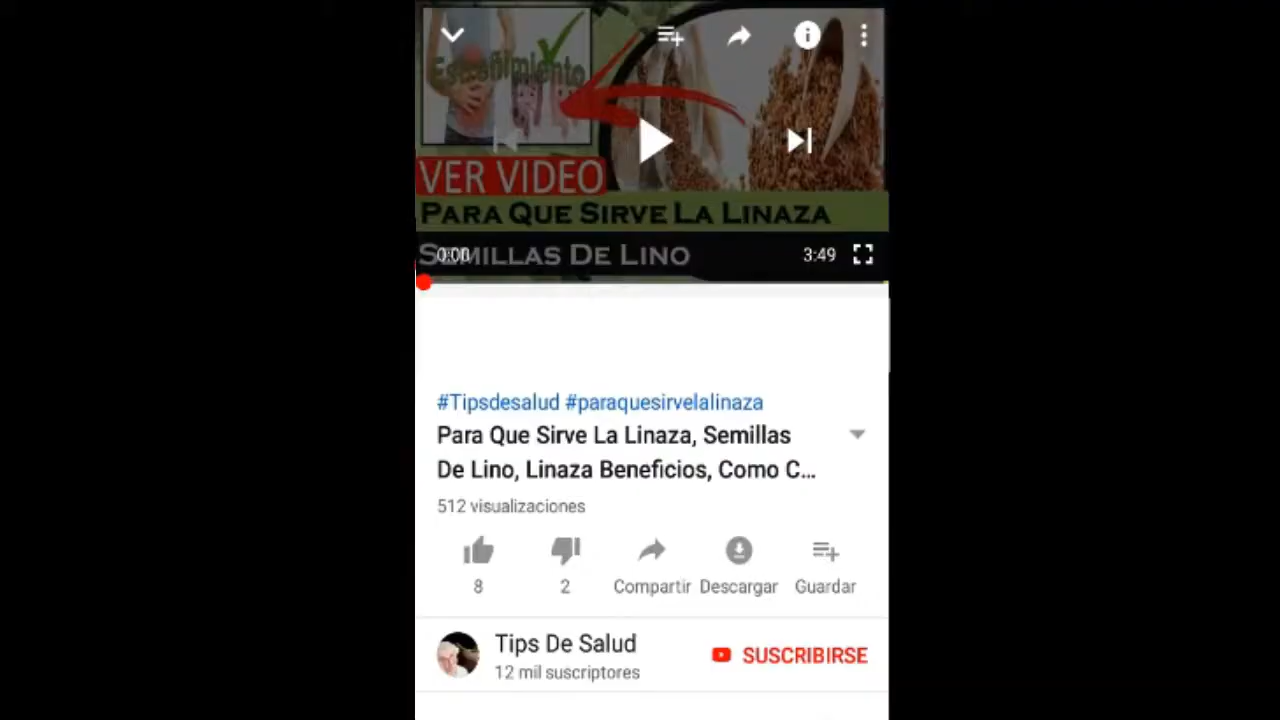 Estreñimiento
VER VIDEO
PARA QUE SIRVE LA LINAZA
SEMILLAS DE LINO
0:00
3:49
#Tipsdesalud #paraquesirvelalinaza
Para Que Sirve La Linaza, Semillas
De Lino, Linaza Beneficios, Como C...
512 visualizaciones
8 2 Compartir Descargar Guardar
Tips De Salud
SUSCRIBIRSE
12 mil suscriptores